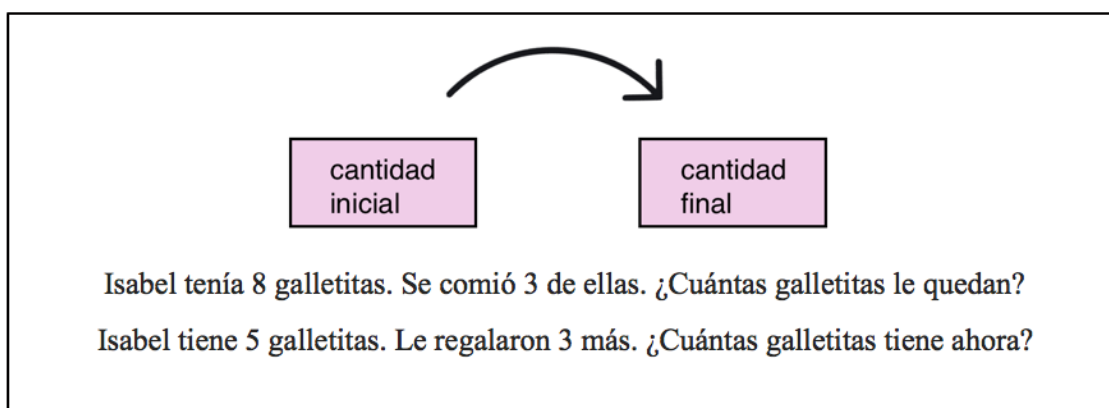 cantidad
inicial
cantidad
final
Isabel tenía 8 galletitas. Se comió 3 de ellas. ¿Cuántas galletitas le quedan?
Isabel tiene 5 galletitas. Le regalaron 3 más. ¿Cuántas galletitas tiene ahora?